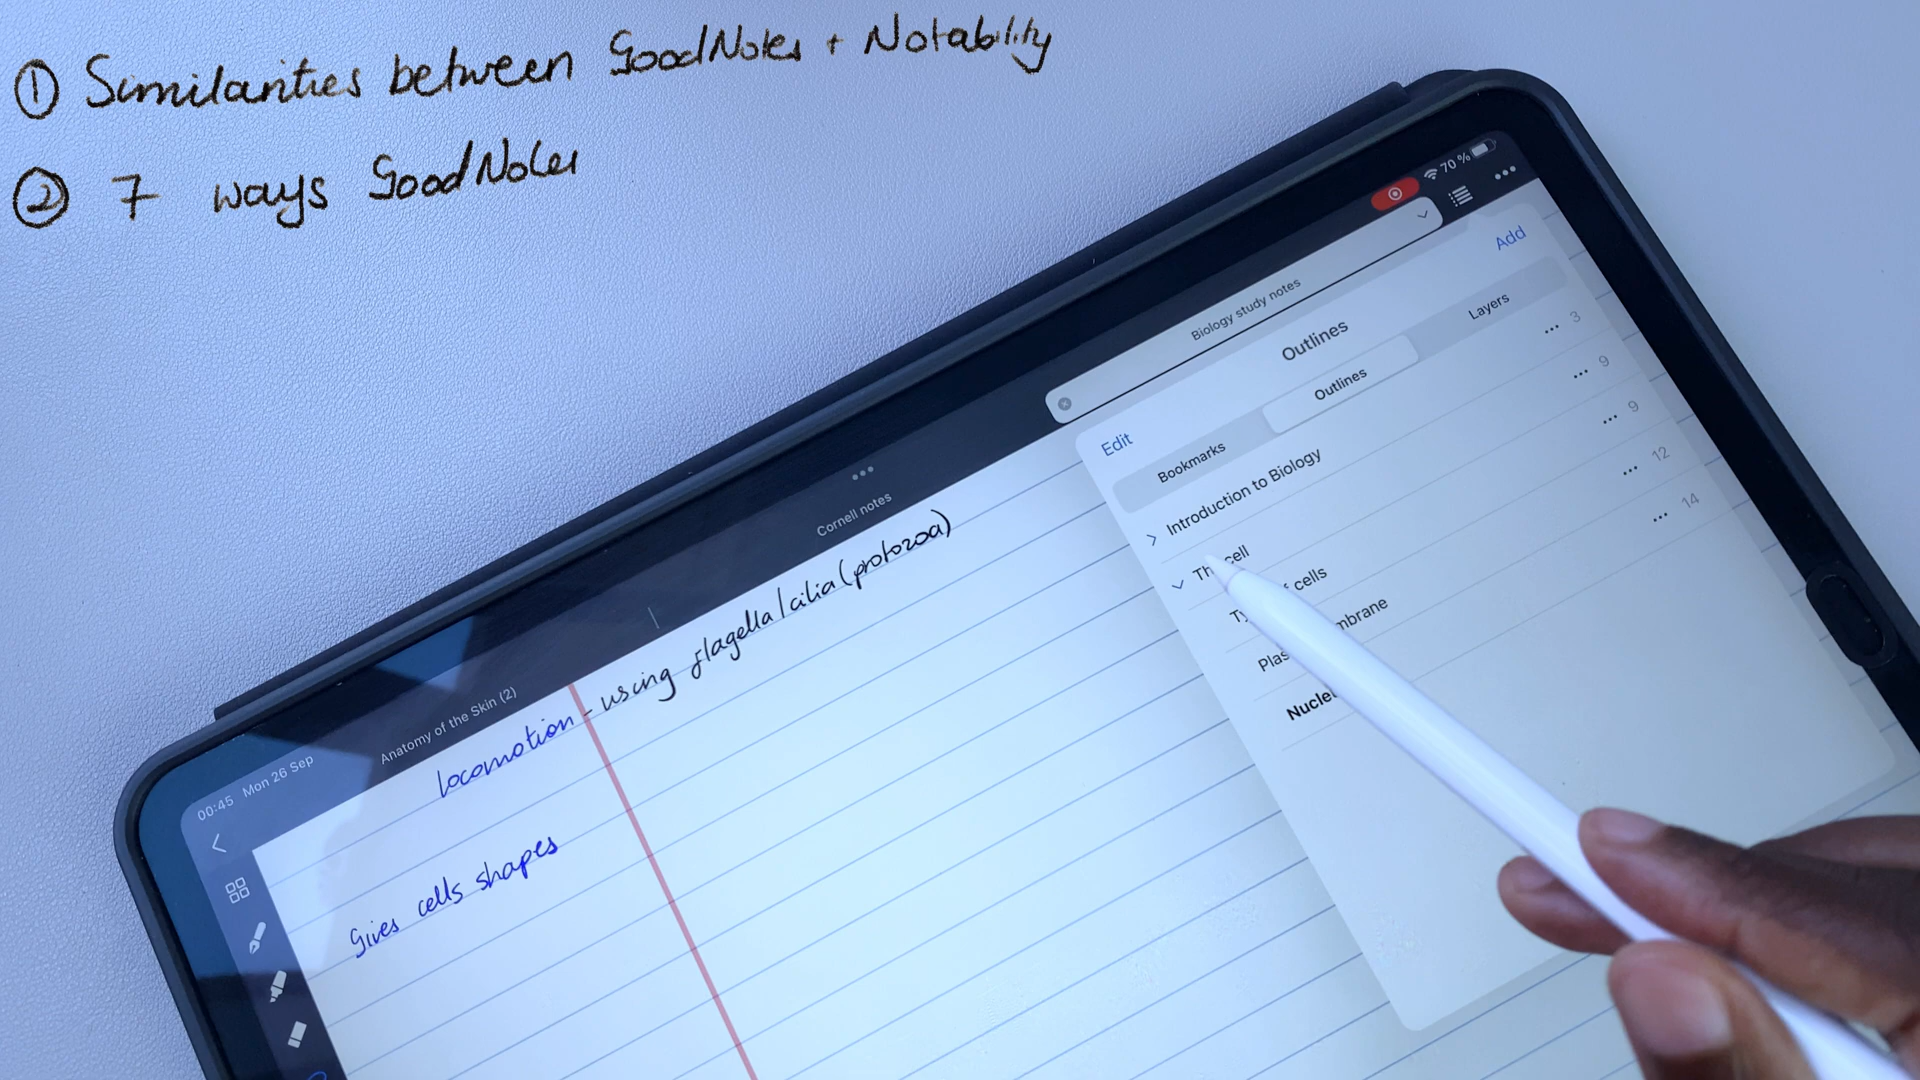 ① Similarities between GoodNotes + Notability
② 7 ways GoodNotes
70 %
00:45 Mon 26 Sep
Anatomy of the Skin (2)
Cornell notes
Biology study notes
Edit
Outlines
Add
Bookmarks
Outlines
Layers
Introduction to Biology ... 3
cell ... 9
cells ... 9
... 12
... 14
locomotion - using flagella/cilia (protozoa)
Gives cells shapes